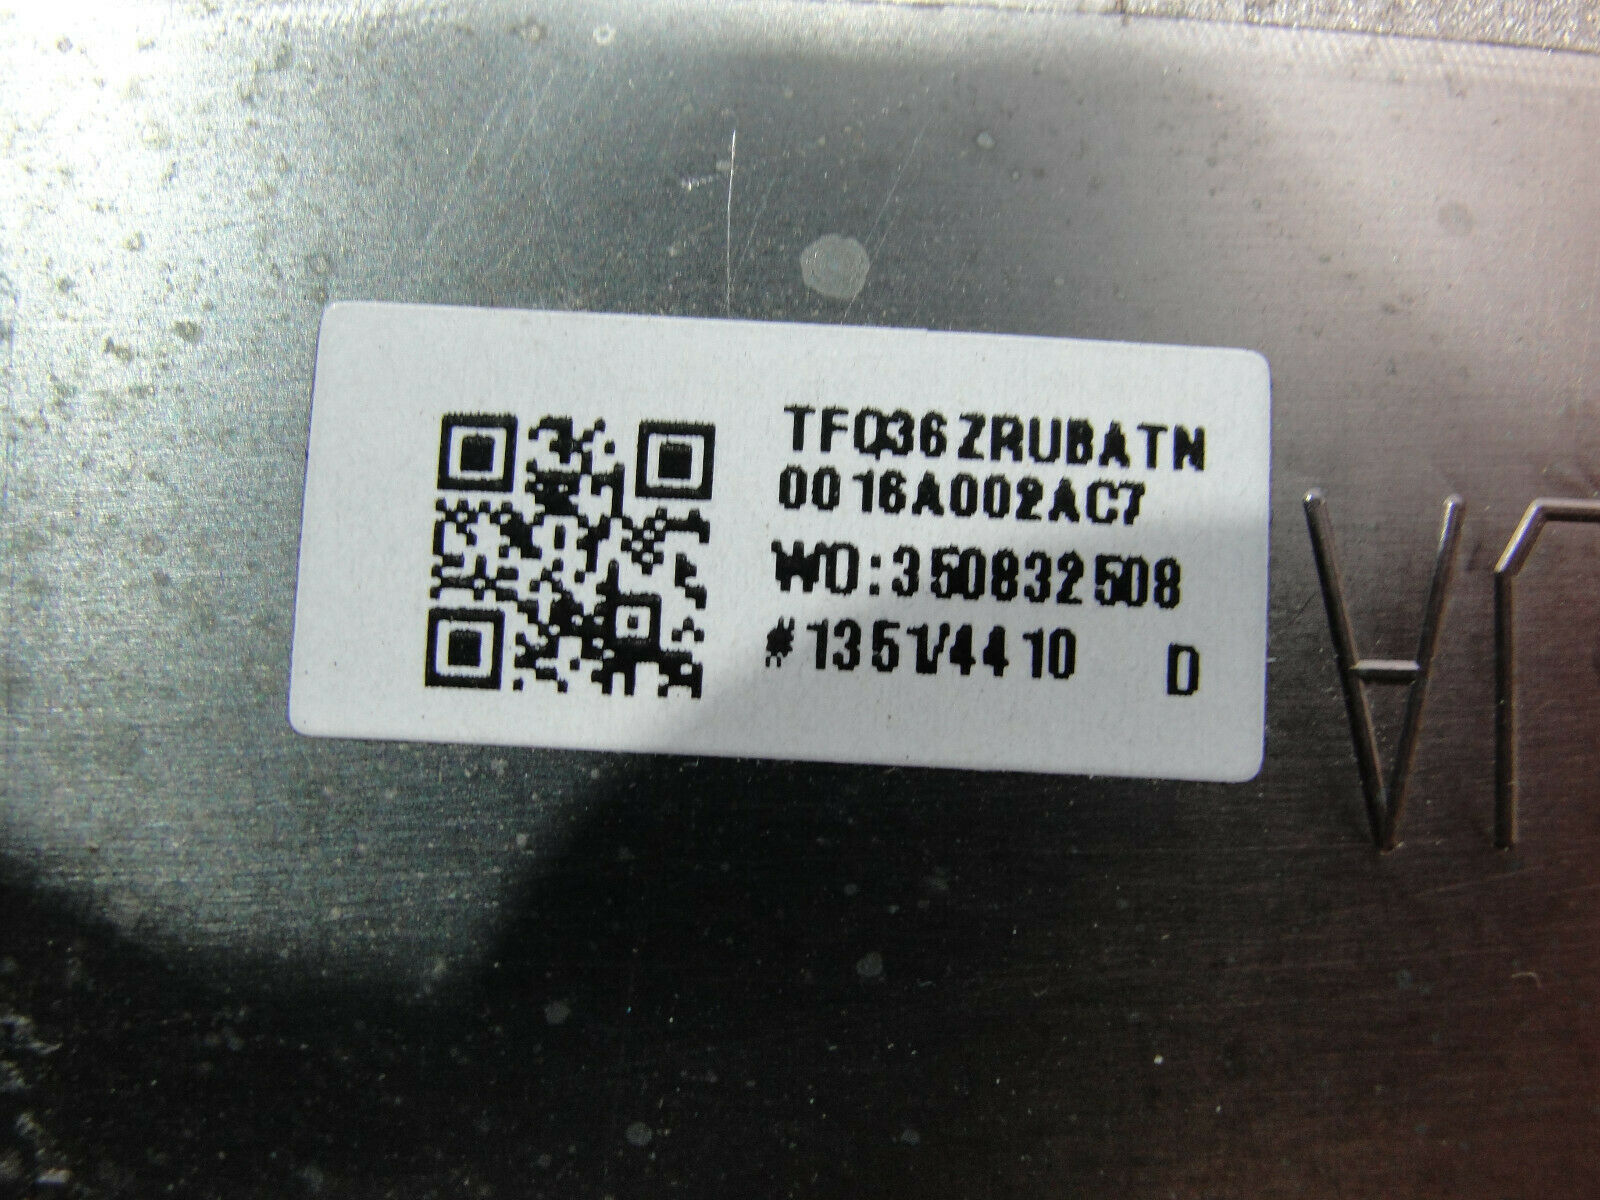 TFQ36ZRUBATN
0016A002AC7
WO:350832508
#1351/4410 D